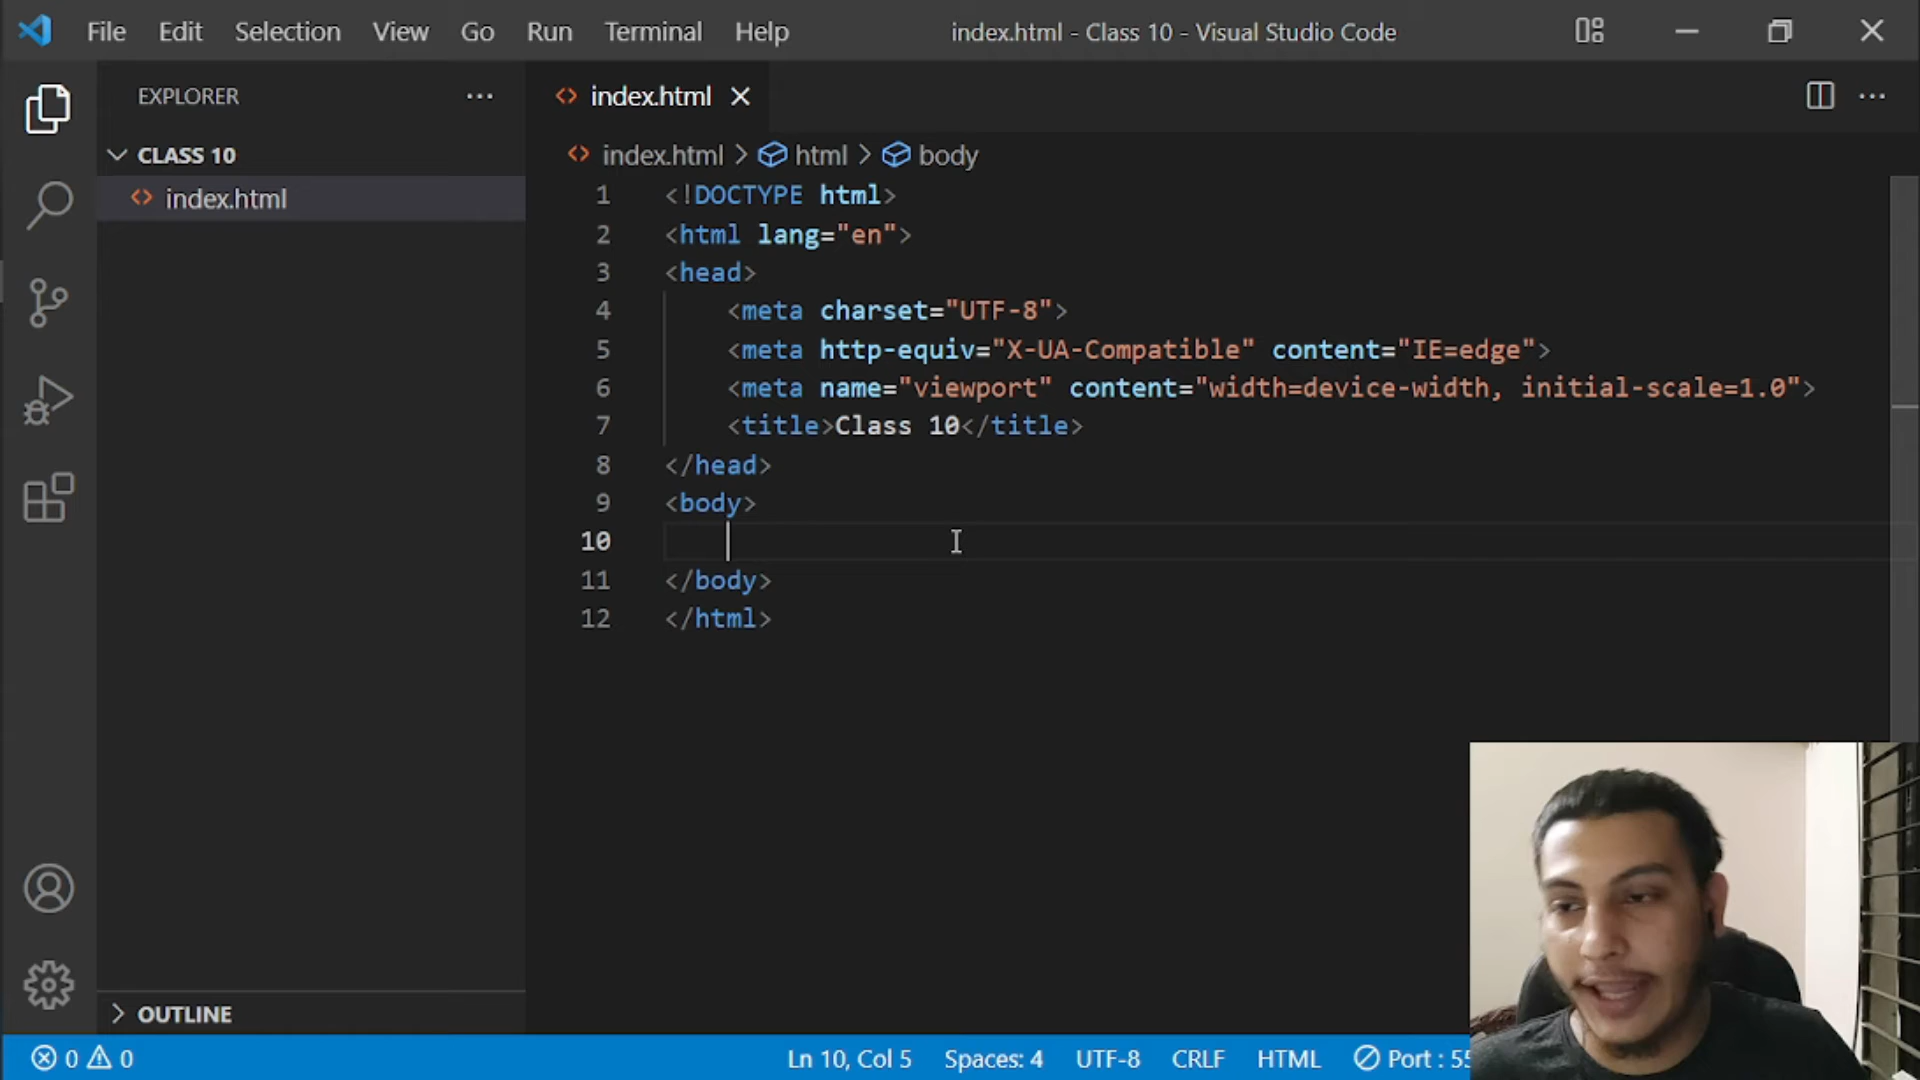 File Edit Selection View Go Run Terminal Help index.html - Class 10 - Visual Studio Code
EXPLORER
CLASS 10
index.html
index.html
index.html > html > body
1 <!DOCTYPE html>
2 <html lang="en">
3 <head>
4 <meta charset="UTF-8">
5 <meta http-equiv="X-UA-Compatible" content="IE=edge">
6 <meta name="viewport" content="width=device-width, initial-scale=1.0">
7 <title>Class 10</title>
8 </head>
9 <body>
10
11 </body>
12 </html>
OUTLINE
0 0 Ln 10, Col 5 Spaces: 4 UTF-8 CRLF HTML Port : 55